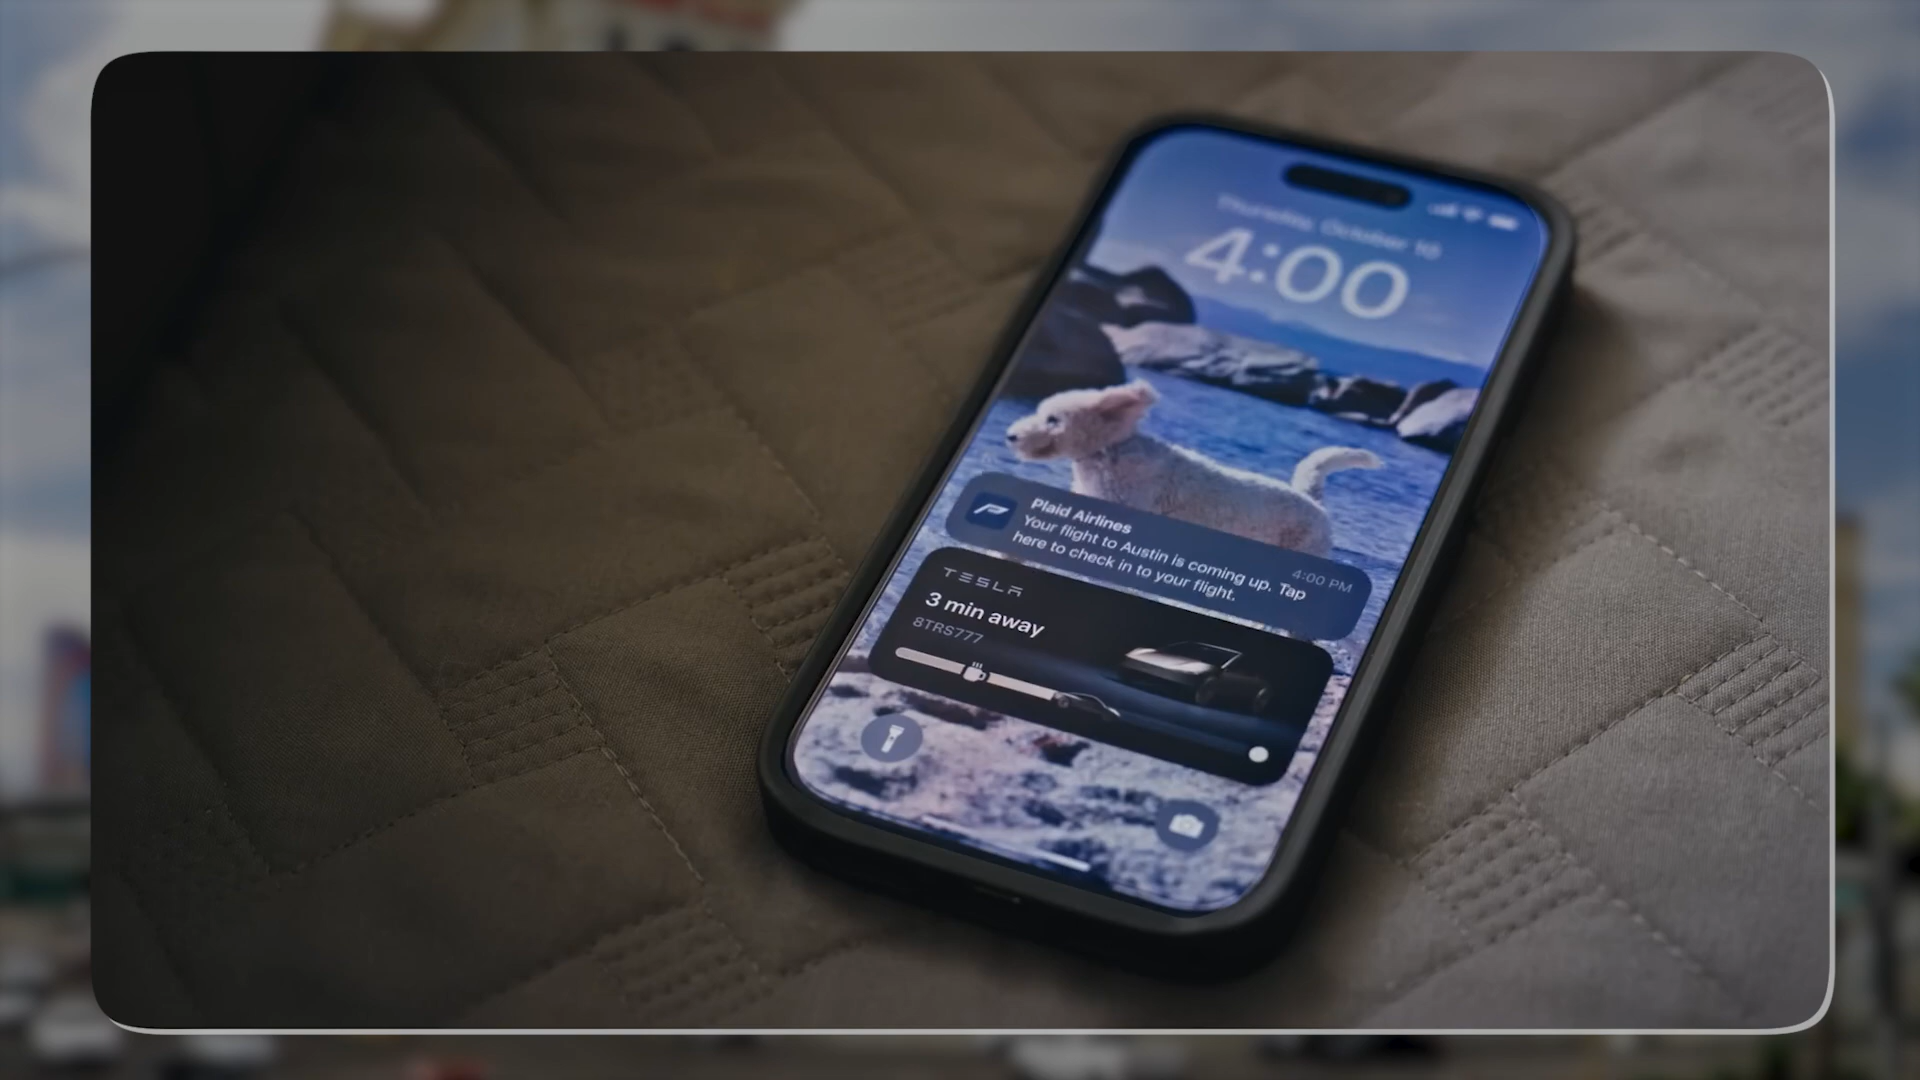 Thursday, October 10
4:00
Plaid Airlines
4:00 PM
Your flight to Austin is coming up. Tap
here to check in to your flight.
TESLA
3 min away
8TRS777